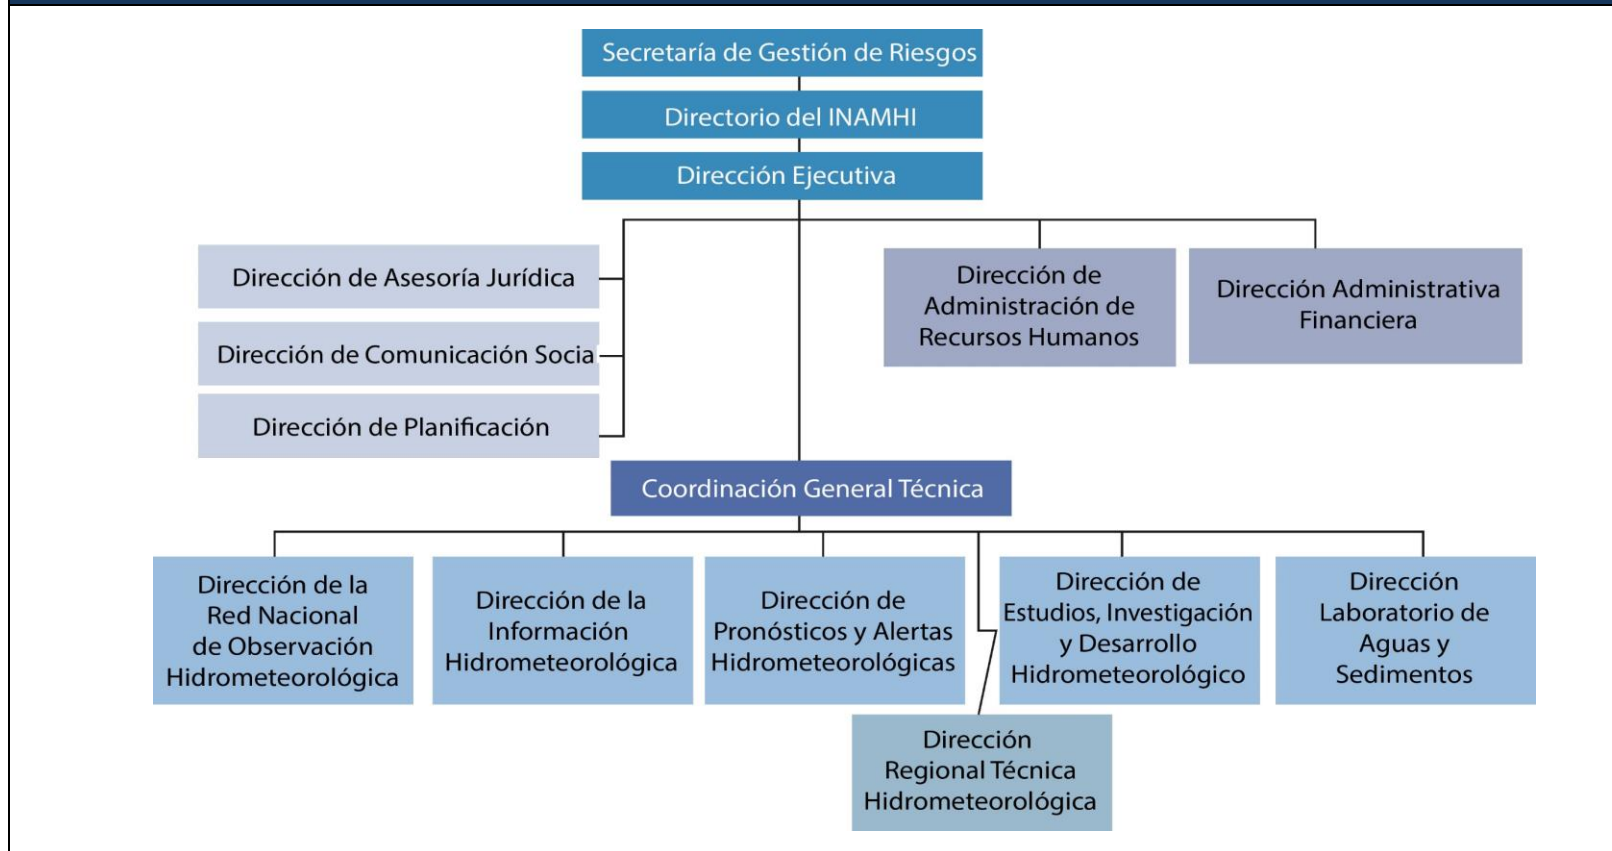 Secretaría de Gestión de Riesgos
Directorio del INAMHI
Dirección Ejecutiva
Dirección de Asesoría Jurídica
Dirección de Comunicación Socia
Dirección de Planificación
Dirección de
Administración de
Recursos Humanos
Dirección Administrativa
Financiera
Coordinación General Técnica
Dirección de la
Red Nacional
de Observación
Hidrometeorológica
Dirección de la
Información
Hidrometeorológica
Dirección de
Pronósticos y Alertas
Hidrometeorológicas
Dirección de
Estudios, Investigación
y Desarrollo
Hidrometeorológico
Dirección
Laboratorio de
Aguas y
Sedimentos
Dirección
Regional Técnica
Hidrometeorológica